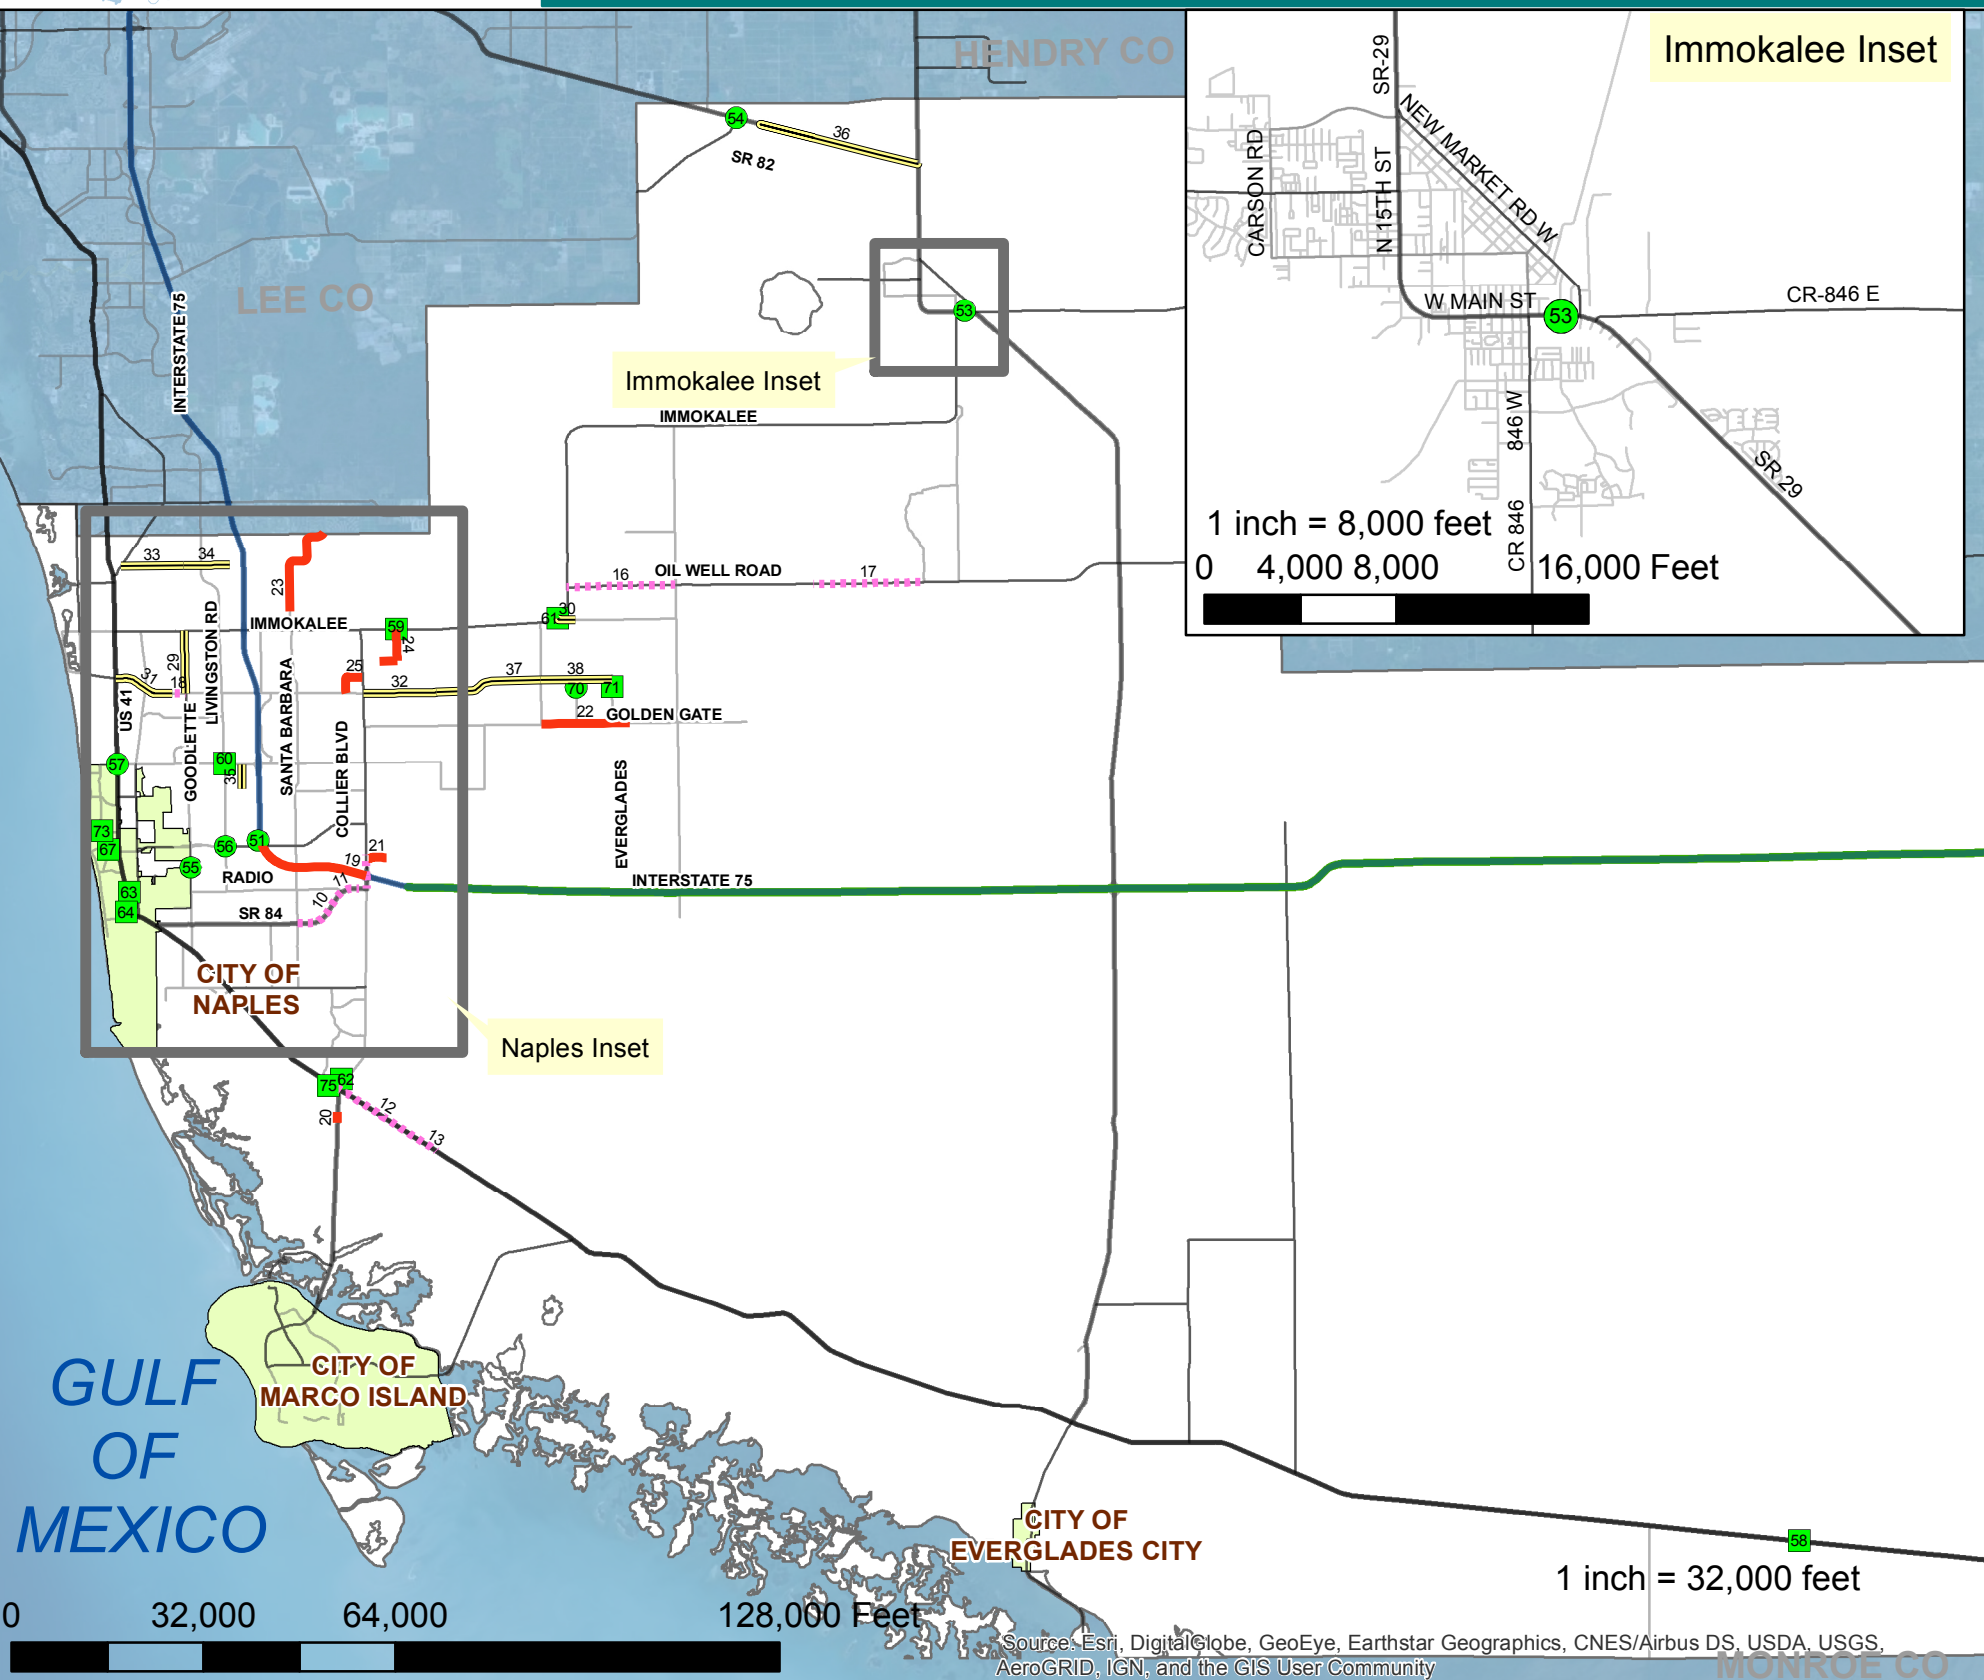 HENDRY CO
Immokalee Inset
SR-29
NEW MARKET RD W
CARSON RD
N 15TH ST
W MAIN ST
53
CR-846 E
846 W
CR 846
SR 29
1 inch = 8,000 feet
0 4,000 8,000 16,000 Feet
54
36
SR 82
LEE CO
INTERSTATE 75
53
Immokalee Inset
IMMOKALEE
33
34
23
16
OIL WELL ROAD
17
LIVINGSTON RD
IMMOKALEE
59
24
61
30
31
29
18
25
32
37
38
70
71
US 41
GOODLETTE
SANTA BARBARA
COLLIER BLVD
22
GOLDEN GATE
57
60
35
EVERGLADES
73
67
55
56
51
19
21
RADIO
11
10
INTERSTATE 75
63
64
SR 84
CITY OF
NAPLES
Naples Inset
75
62
20
12
13
CITY OF
MARCO ISLAND
GULF
OF
MEXICO
CITY OF
EVERGLADES CITY
58
1 inch = 32,000 feet
0 32,000 64,000 128,000 Feet
Source: Esri, DigitalGlobe, GeoEye, Earthstar Geographics, CNES/Airbus DS, USDA, USGS,
AeroGRID, IGN, and the GIS User Community
MONROE CO